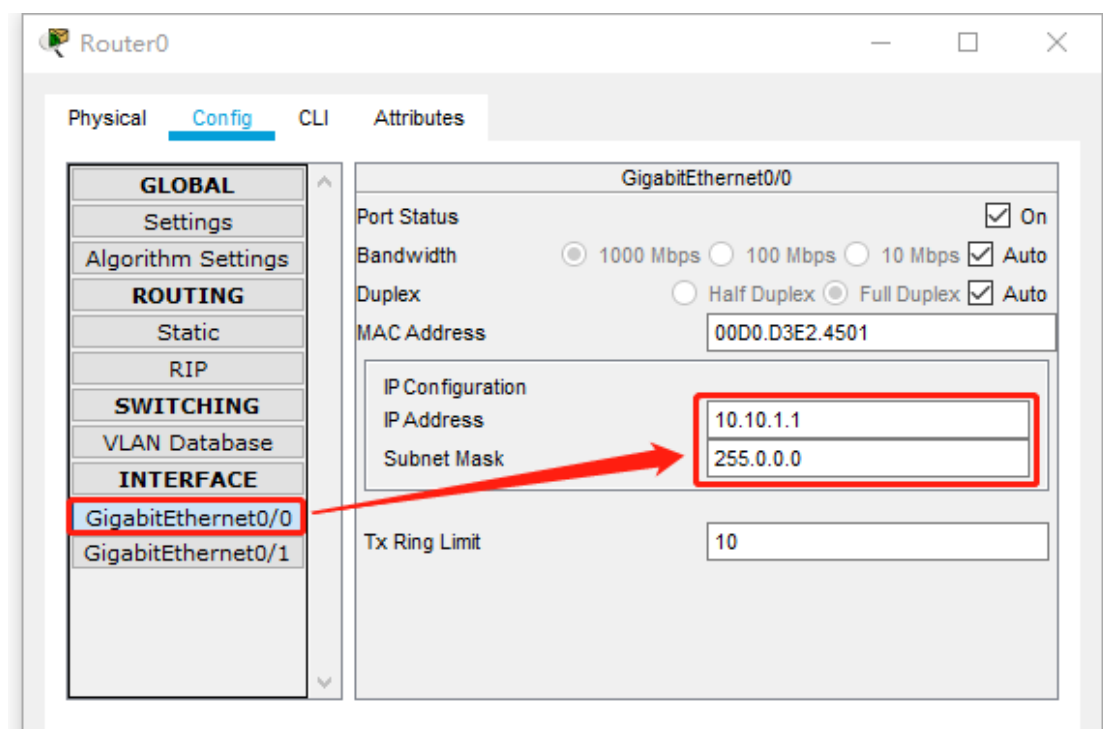 Router0
Physical Config CLI Attributes
GLOBAL
Settings
Algorithm Settings
ROUTING
Static
RIP
SWITCHING
VLAN Database
INTERFACE
GigabitEthernet0/0
GigabitEthernet0/1
GigabitEthernet0/0
Port Status On
Bandwidth 1000 Mbps 100 Mbps 10 Mbps Auto
Duplex Half Duplex Full Duplex Auto
MAC Address 00D0.D3E2.4501
IP Configuration
IP Address 10.10.1.1
Subnet Mask 255.0.0.0
Tx Ring Limit 10